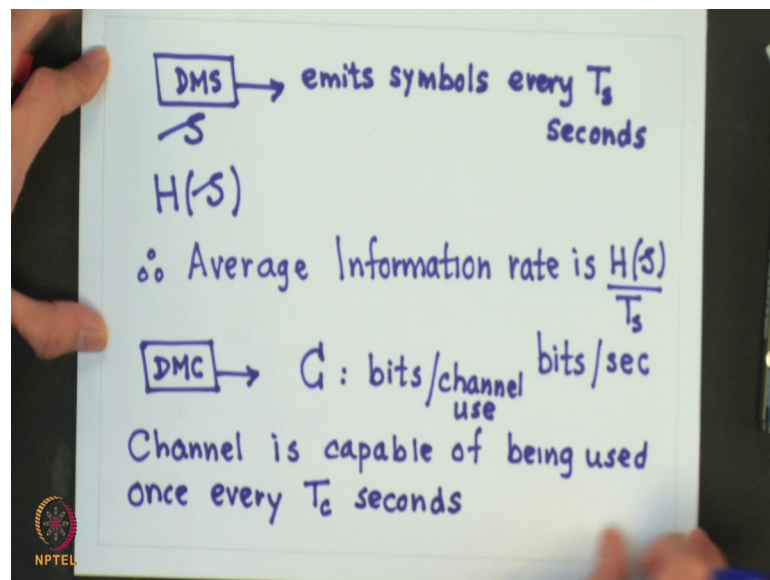 DMS → emits symbols every Ts
S seconds
H(S)
∴ Average Information rate is H(S)/Ts
bits/sec
DMC → C : bits/channel use
Channel is capable of being used
once every Tc seconds
NPTEL